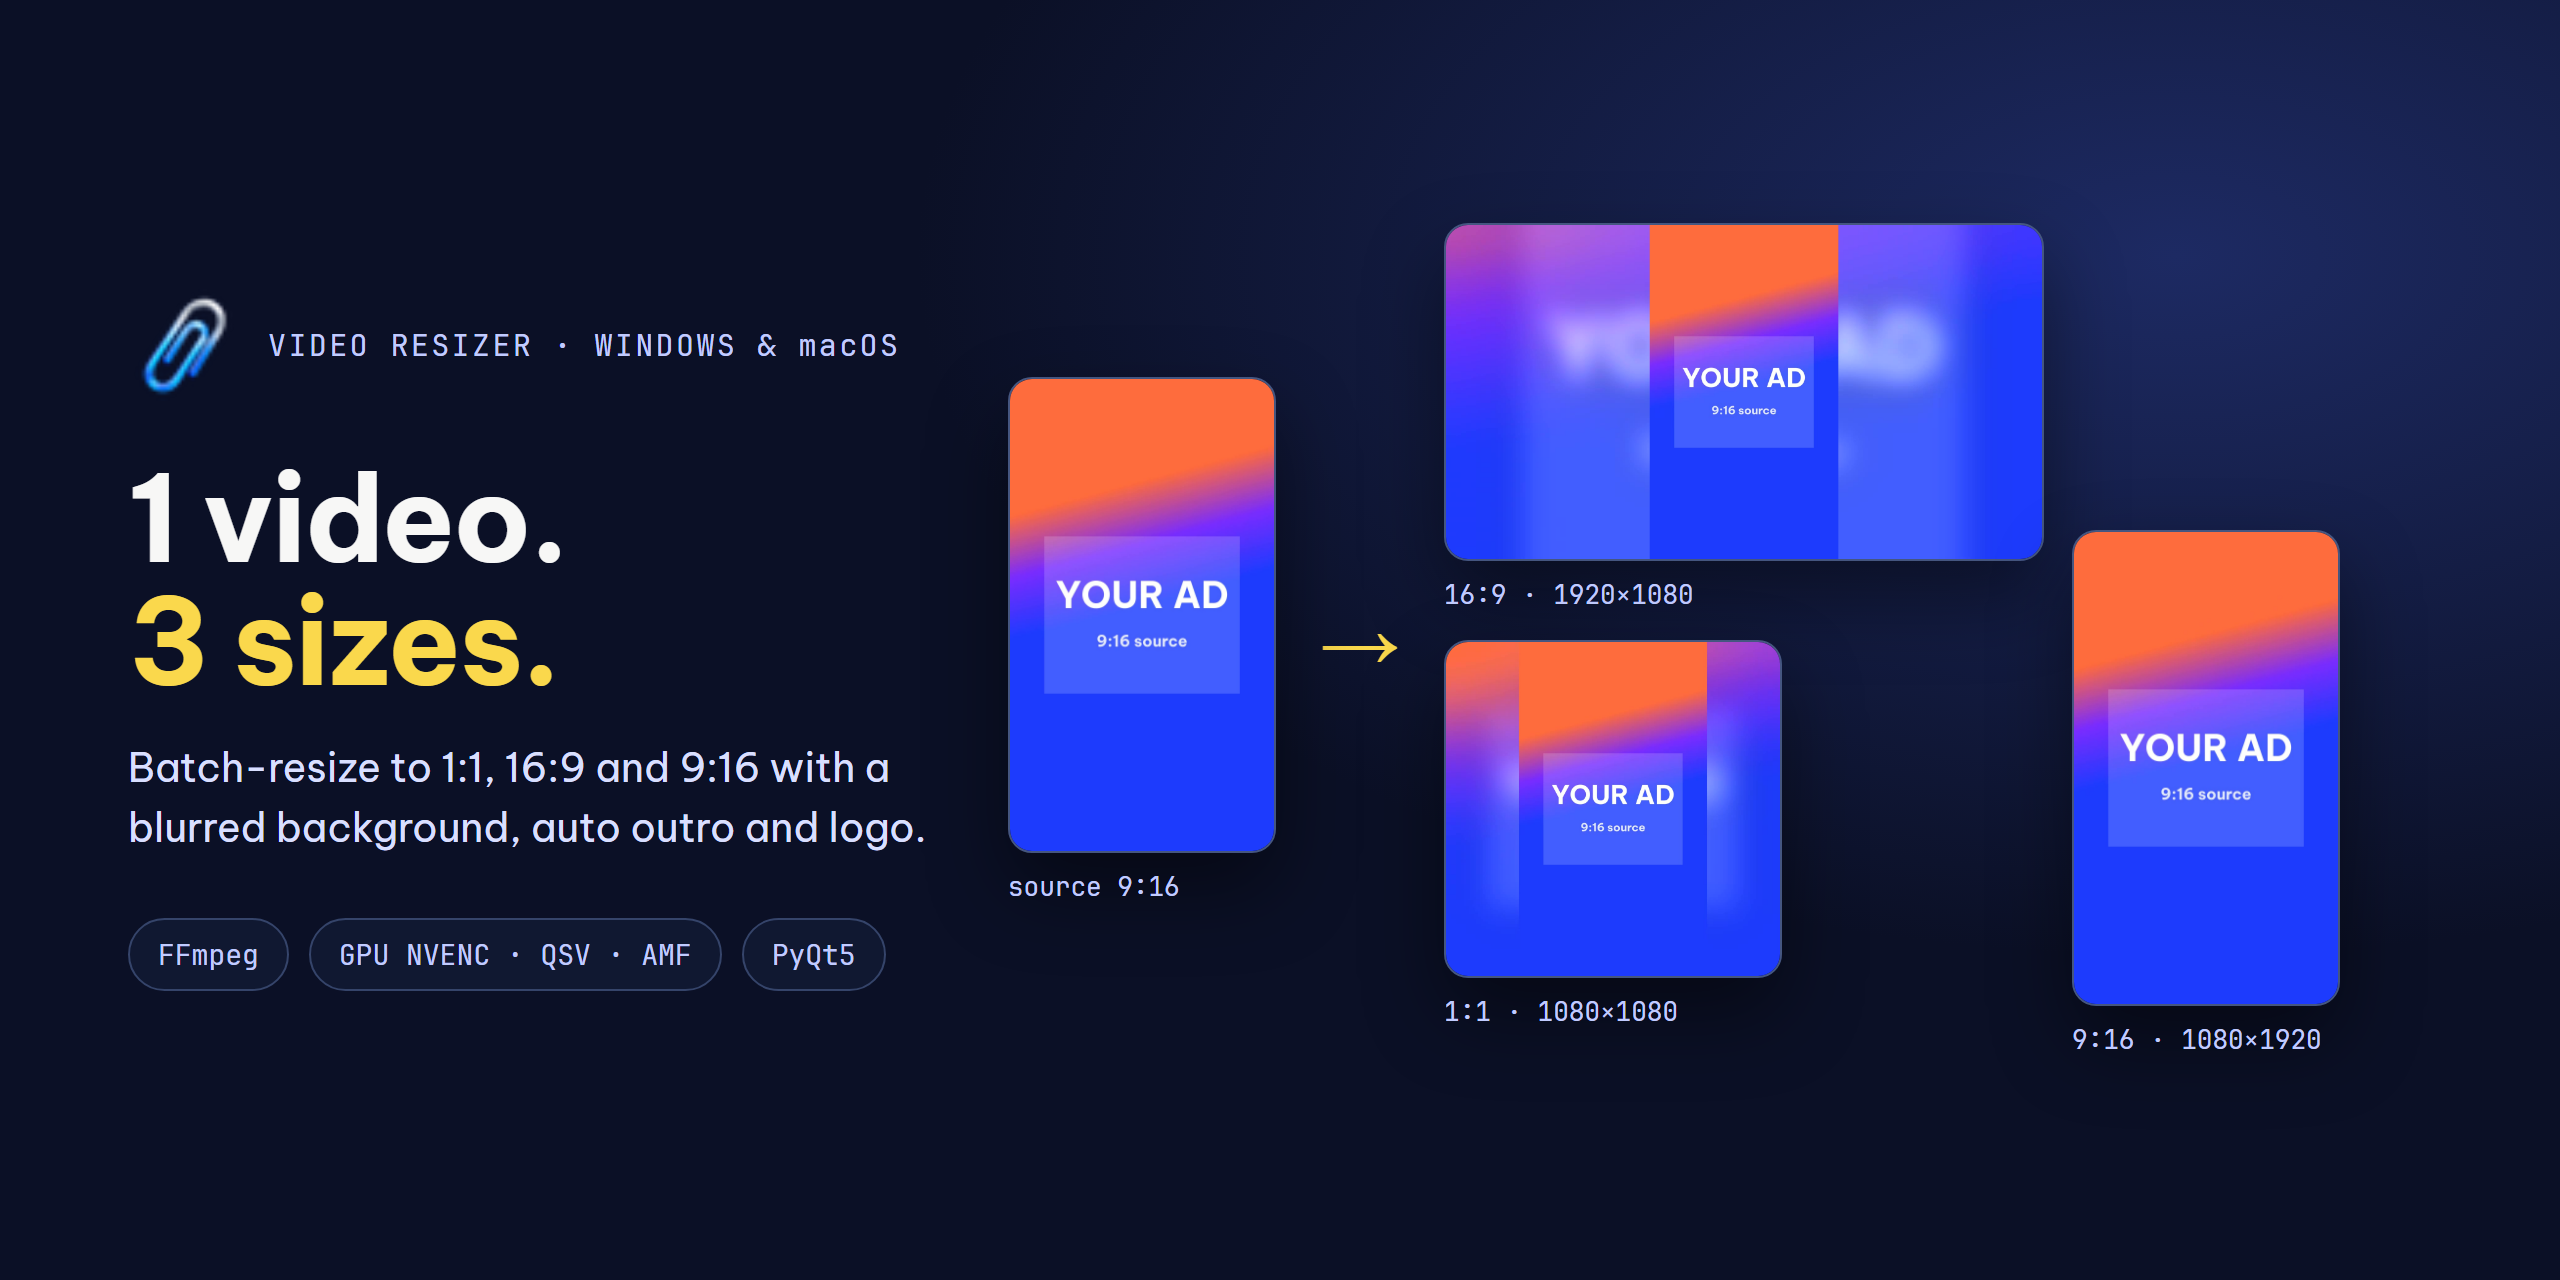 VIDEO RESIZER · WINDOWS & macOS
1 video.
3 sizes.
Batch-resize to 1:1, 16:9 and 9:16 with a
blurred background, auto outro and logo.
FFmpeg
GPU NVENC · QSV · AMF
PyQt5
YOUR AD
9:16 source
source 9:16
→
YOUR AD
9:16 source
16:9 · 1920×1080
YOUR AD
9:16 source
1:1 · 1080×1080
YOUR AD
9:16 source
9:16 · 1080×1920